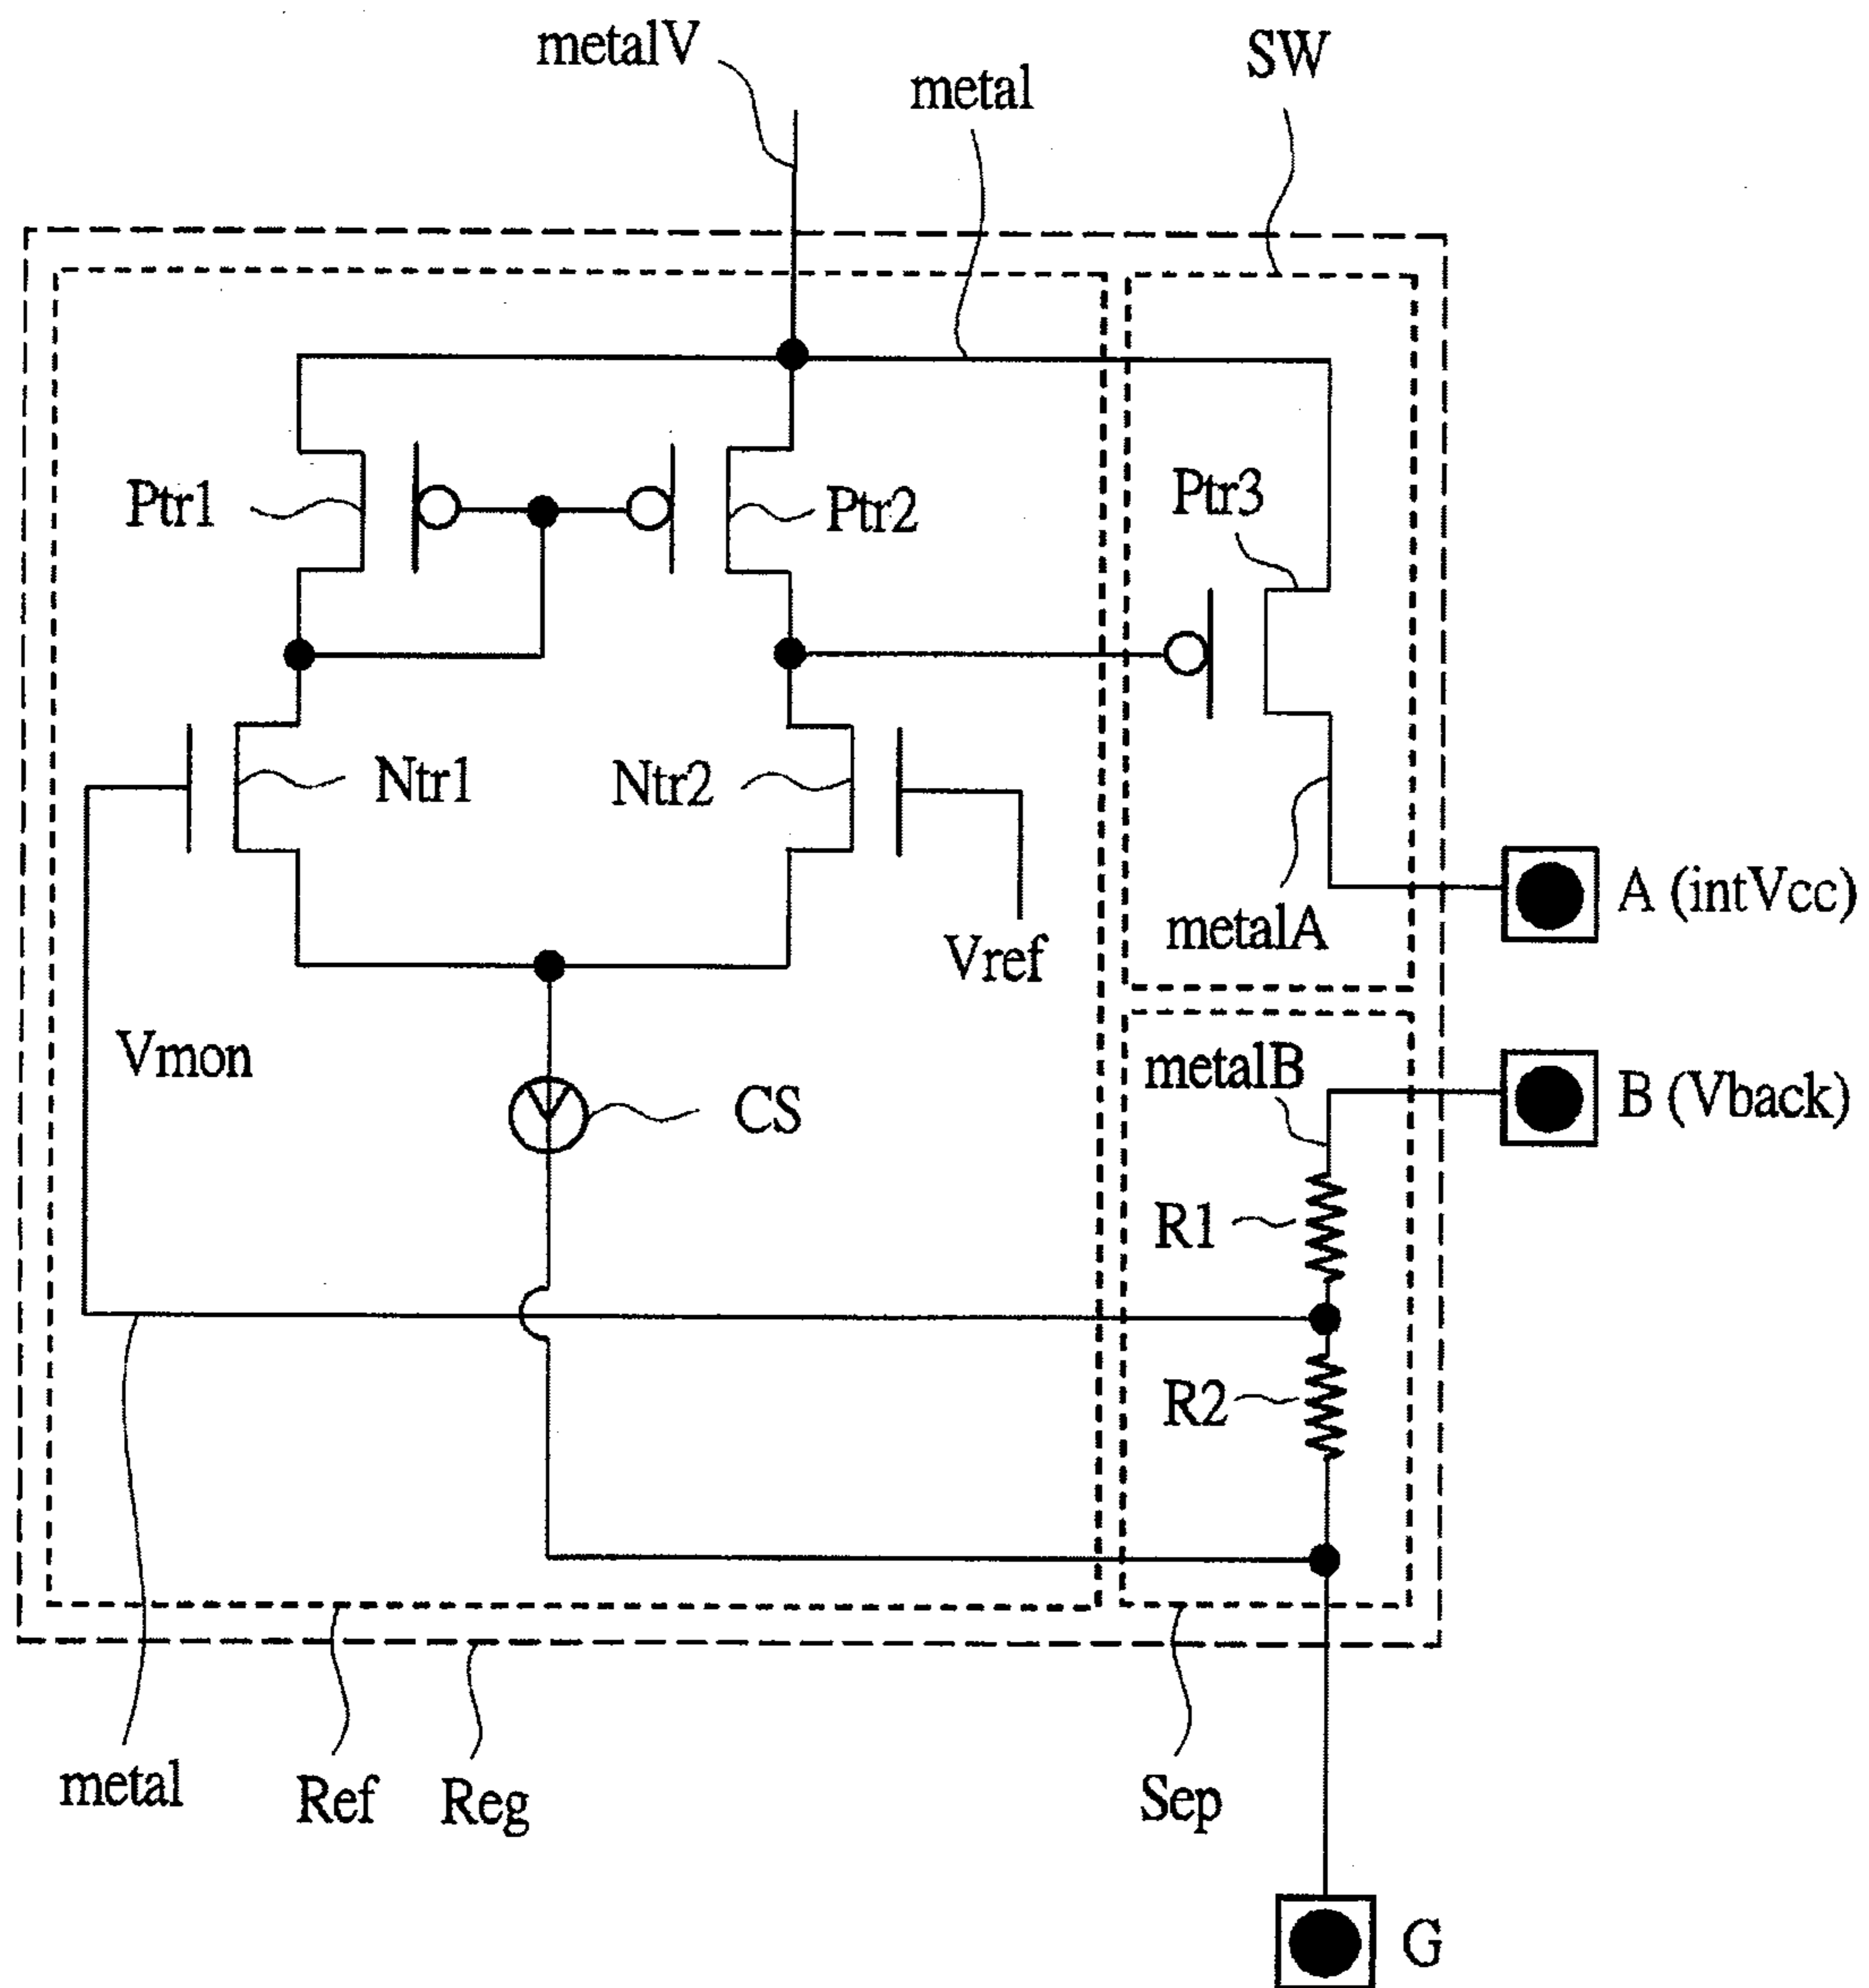 metalV
SW
metal
Ptr1
Ptr2
Ptr3
Ntr1
Ntr2
A (intVcc)
metalA
Vref
Vmon
metalB
B (Vback)
CS
R1
R2
metal
Ref
Reg
Sep
G